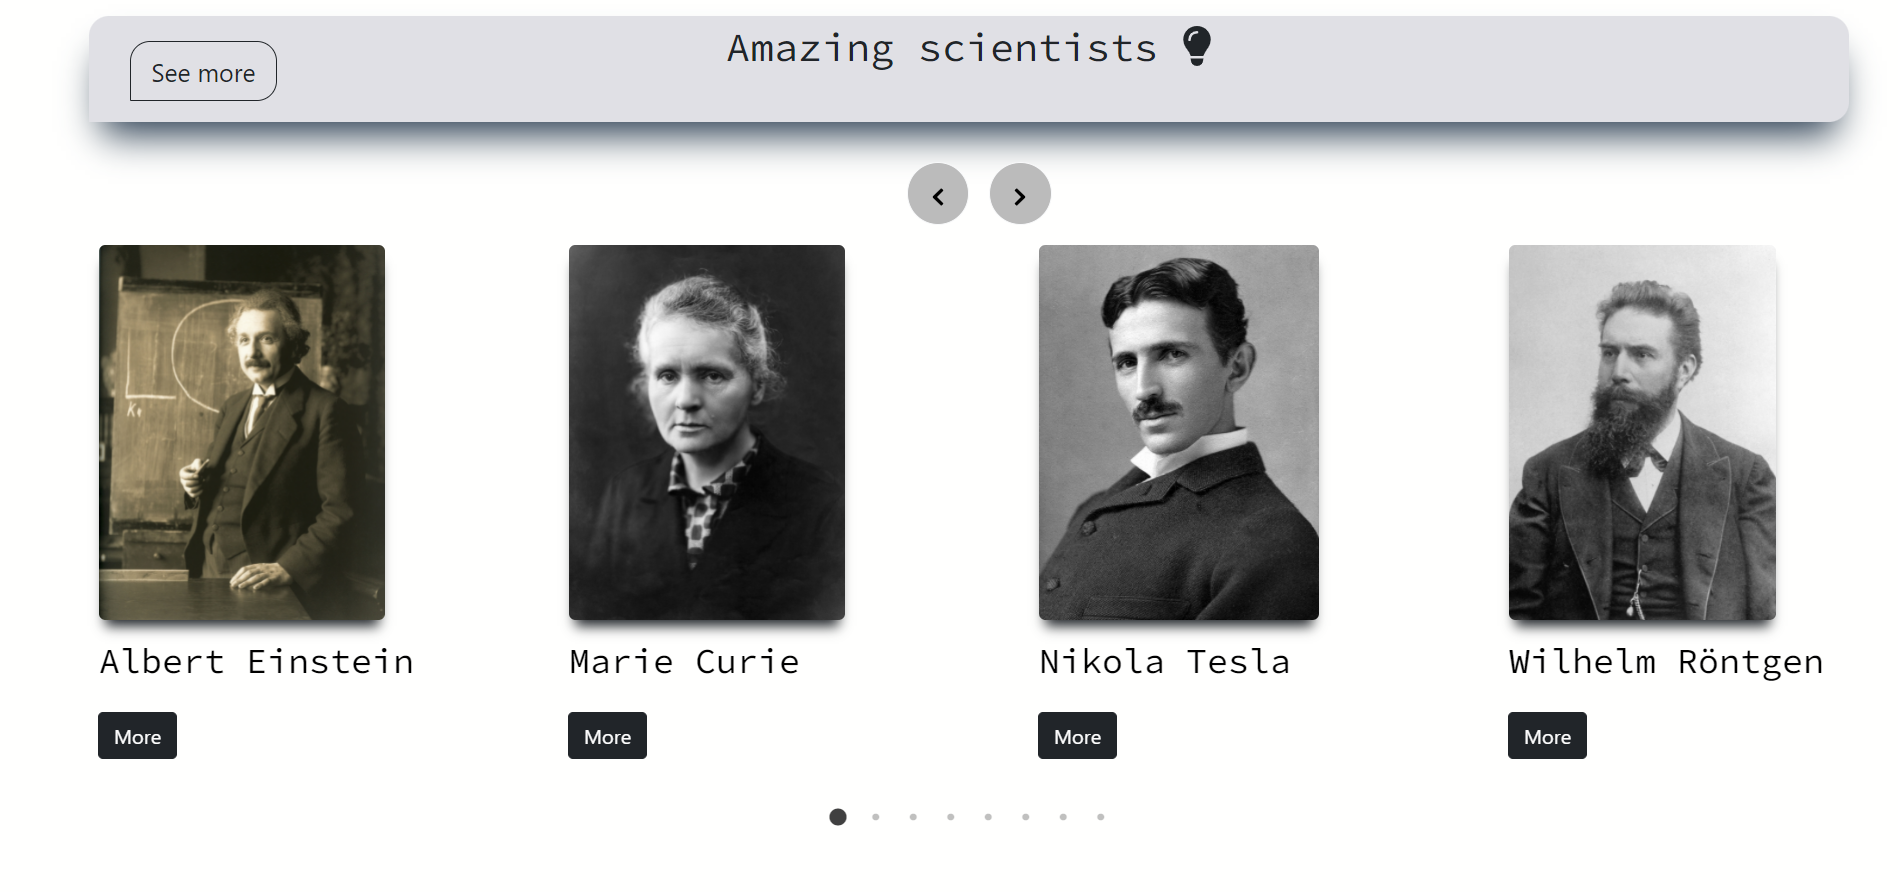 See more
Amazing scientists
Albert Einstein
Marie Curie
Nikola Tesla
Wilhelm Röntgen
More
More
More
More